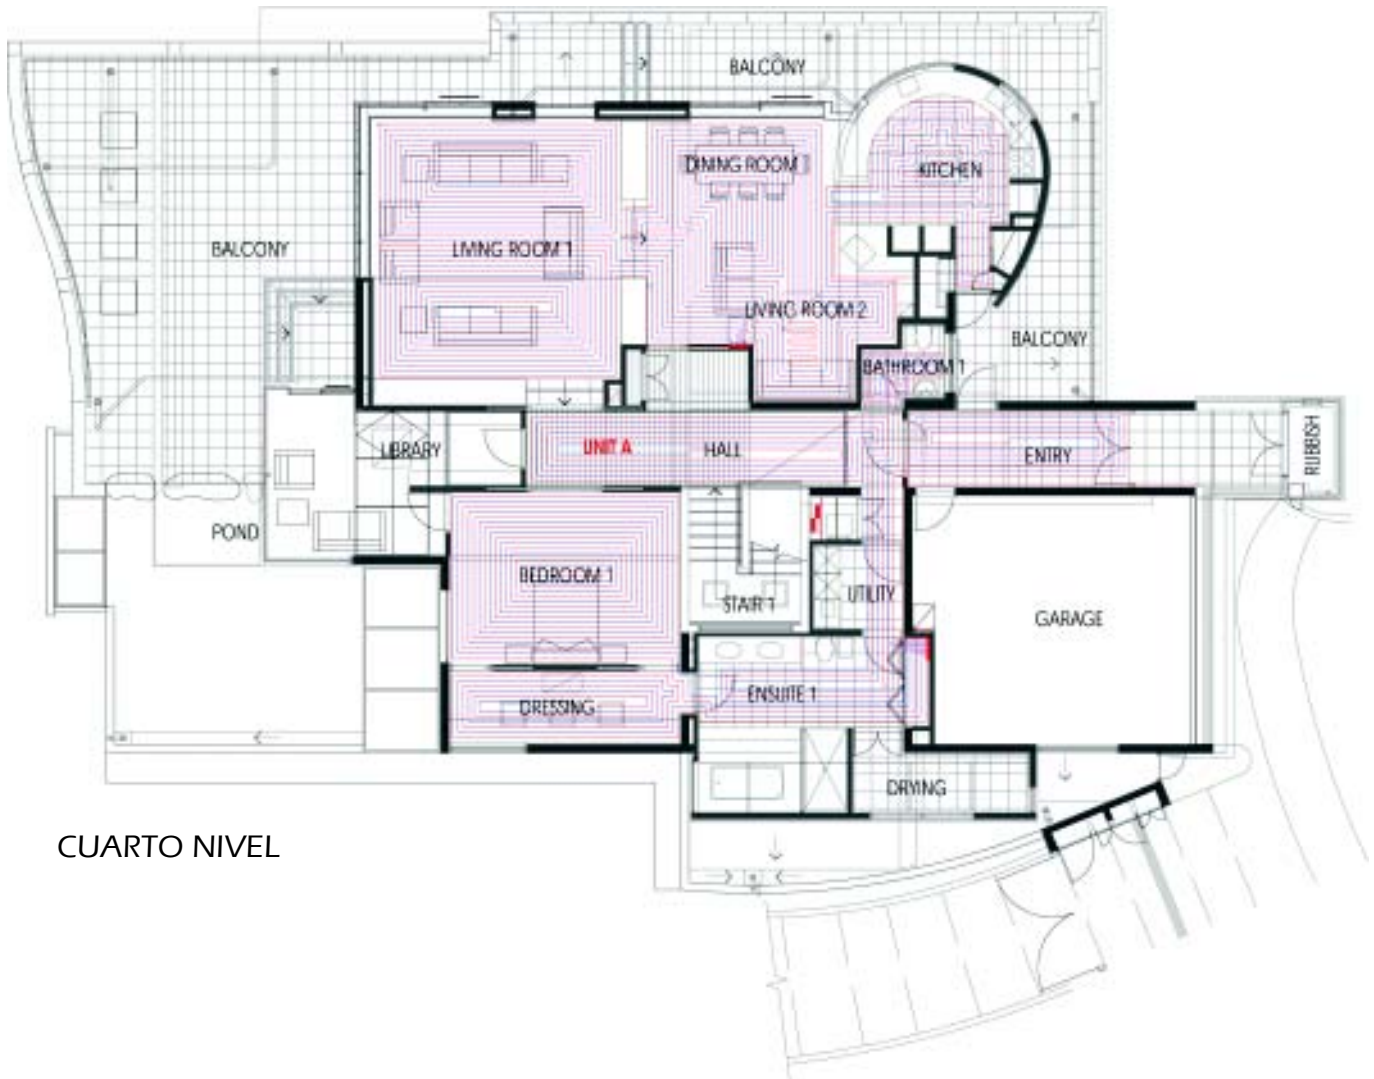 BALCONY
DINING ROOM 1
KITCHEN
BALCONY
LIVING ROOM 1
LIVING ROOM 2
BALCONY
BATHROOM 1
LIBRARY
UNIT A
HALL
ENTRY
RUBBISH
POND
BEDROOM 1
STAIR 1
UTILITY
GARAGE
DRESSING
ENSUITE 1
DRYING
CUARTO NIVEL